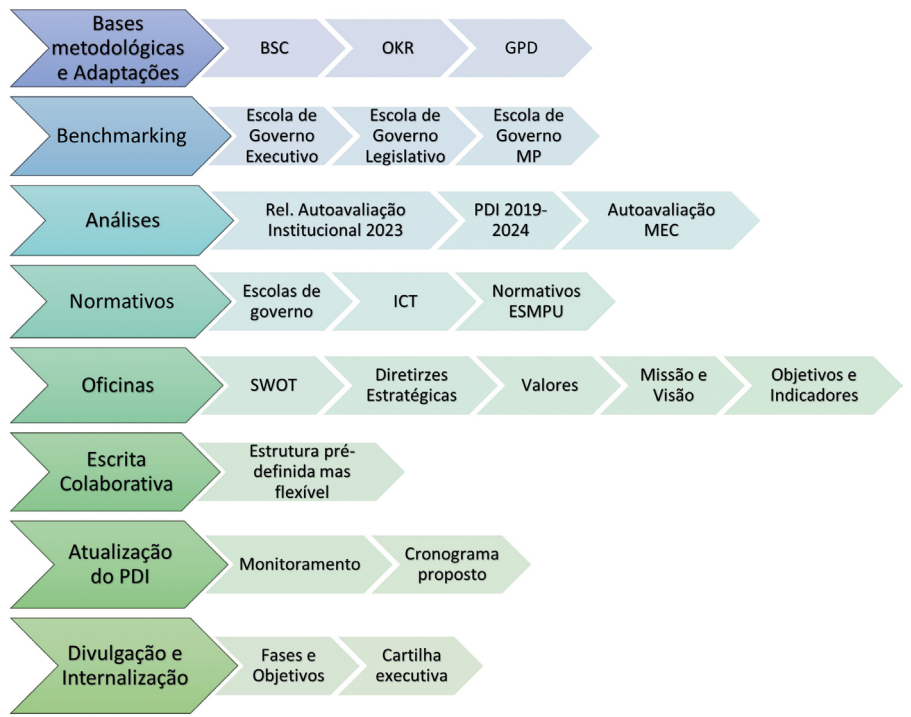 Bases
metodológicas
e Adaptações
BSC
OKR
GPD
Benchmarking
Escola de
Governo
Executivo
Escola de
Governo
Legislativo
Escola de
Governo
MP
Análises
Rel. Autoavaliação
Institucional 2023
PDI 2019-
2024
Autoavaliação
MEC
Normativos
Escolas de
governo
ICT
Normativos
ESMPU
Oficinas
SWOT
Diretirzes
Estratégicas
Valores
Missão e
Visão
Objetivos e
Indicadores
Escrita
Colaborativa
Estrutura pré-
definida mas
flexível
Atualização
do PDI
Monitoramento
Cronograma
proposto
Divulgação e
Internalização
Fases e
Objetivos
Cartilha
executiva